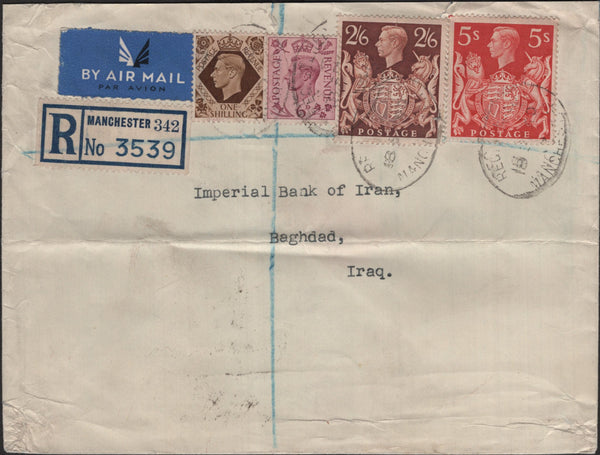 BY AIR MAIL
PAR AVION
R
MANCHESTER 342
No 3539
ONE
SHILLING
POSTAGE
REVENUE
2/6 2/6
POSTAGE
5s 5s
POSTAGE
Imperial Bank of Iran,
Baghdad,
Iraq.